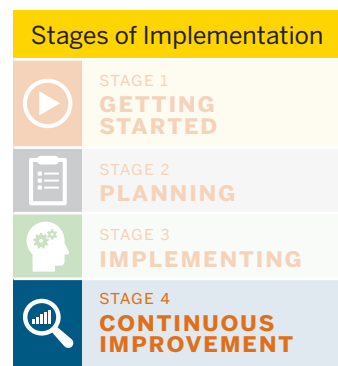 Stages of Implementation
STAGE 1
GETTING
STARTED
STAGE 2
PLANNING
STAGE 3
IMPLEMENTING
STAGE 4
CONTINUOUS
IMPROVEMENT